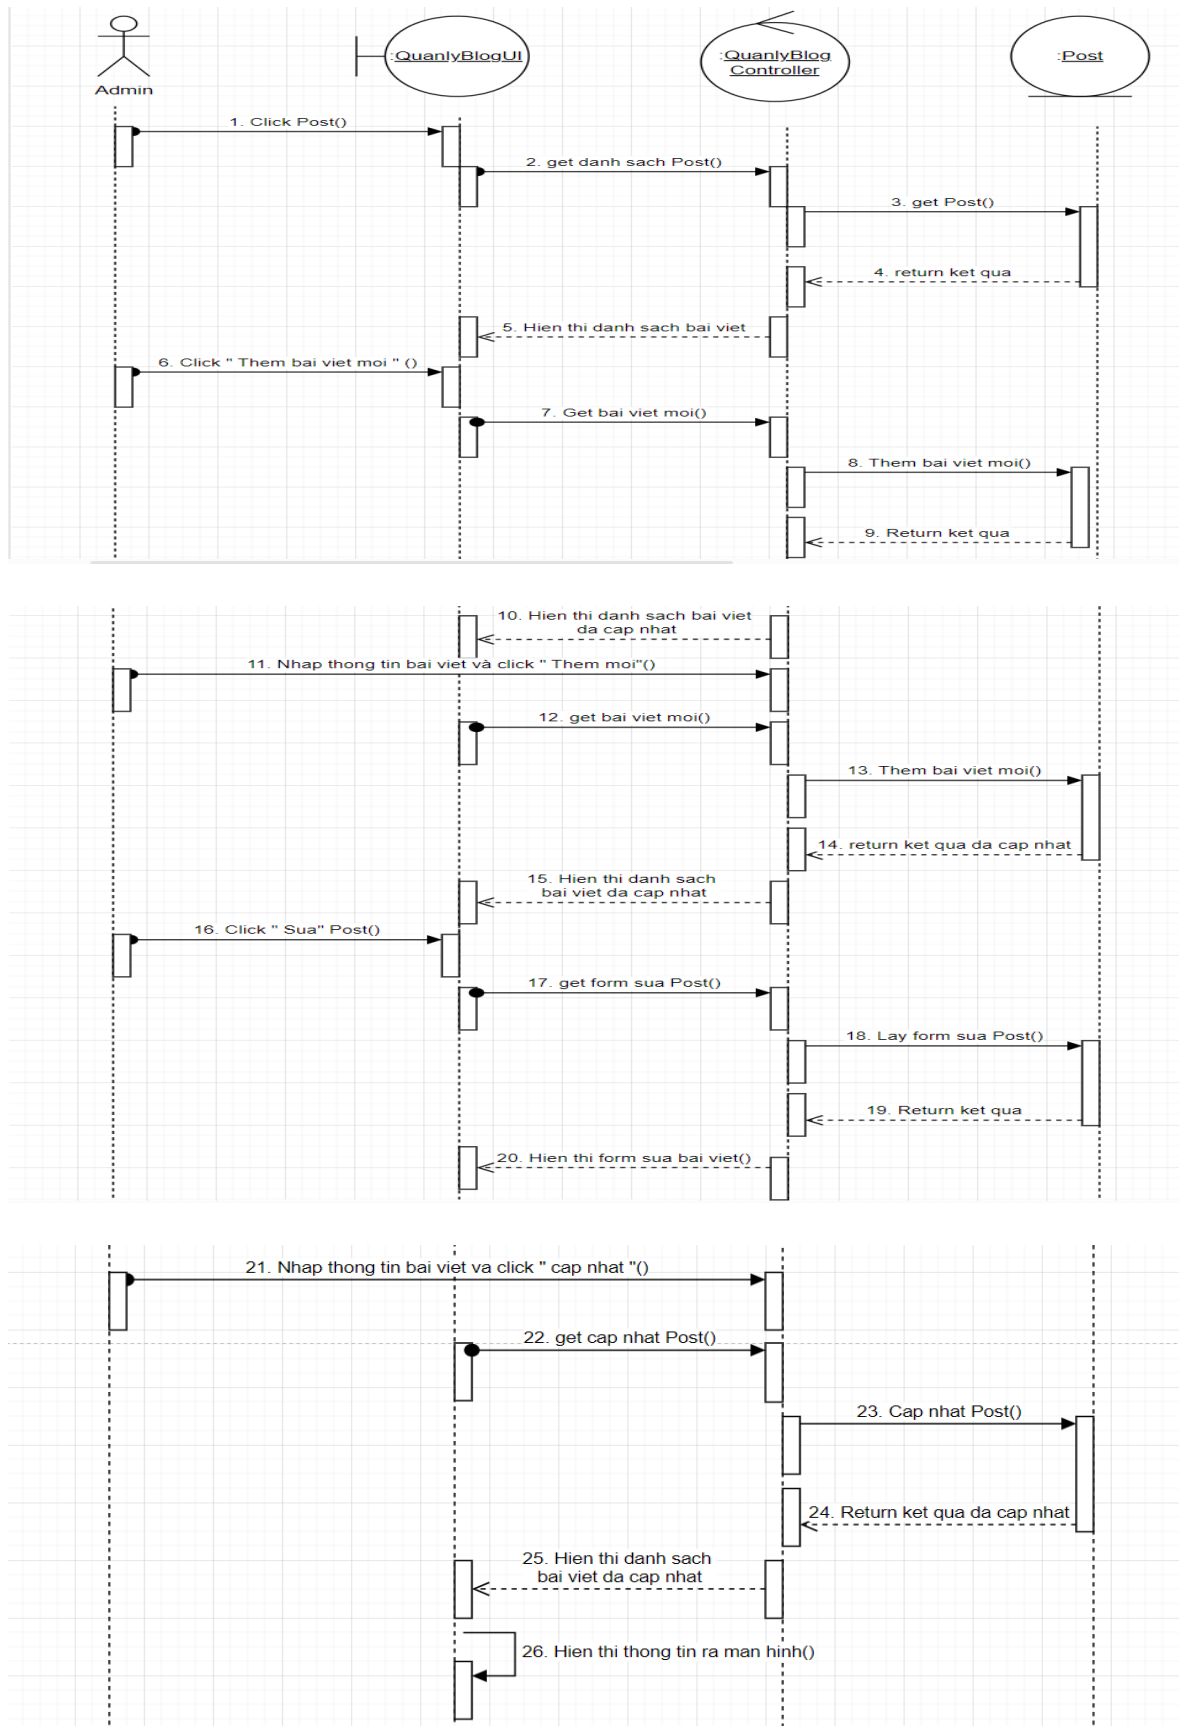 Admin
:QuanlyBlogUI
:QuanlyBlog
Controller
:Post
1. Click Post()
2. get danh sach Post()
3. get Post()
4. return ket qua
5. Hien thi danh sach bai viet
6. Click " Them bai viet moi " ()
7. Get bai viet moi()
8. Them bai viet moi()
9. Return ket qua
10. Hien thi danh sach bai viet
da cap nhat
11. Nhap thong tin bai viet và click " Them moi"()
12. get bai viet moi()
13. Them bai viet moi()
14. return ket qua da cap nhat
15. Hien thi danh sach
bai viet da cap nhat
16. Click " Sua" Post()
17. get form sua Post()
18. Lay form sua Post()
19. Return ket qua
20. Hien thi form sua bai viet()
21. Nhap thong tin bai viet va click " cap nhat "()
22. get cap nhat Post()
23. Cap nhat Post()
24. Return ket qua da cap nhat
25. Hien thi danh sach
bai viet da cap nhat
26. Hien thi thong tin ra man hinh()